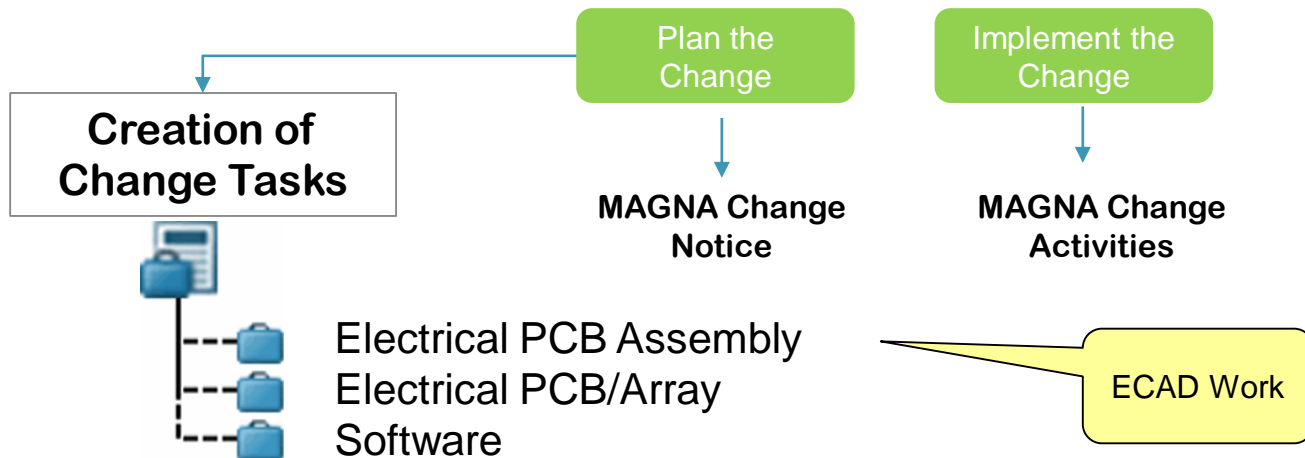 Plan the
Change
Implement the
Change
Creation of
Change Tasks
MAGNA Change
Notice
MAGNA Change
Activities
Electrical PCB Assembly
Electrical PCB/Array
Software
ECAD Work